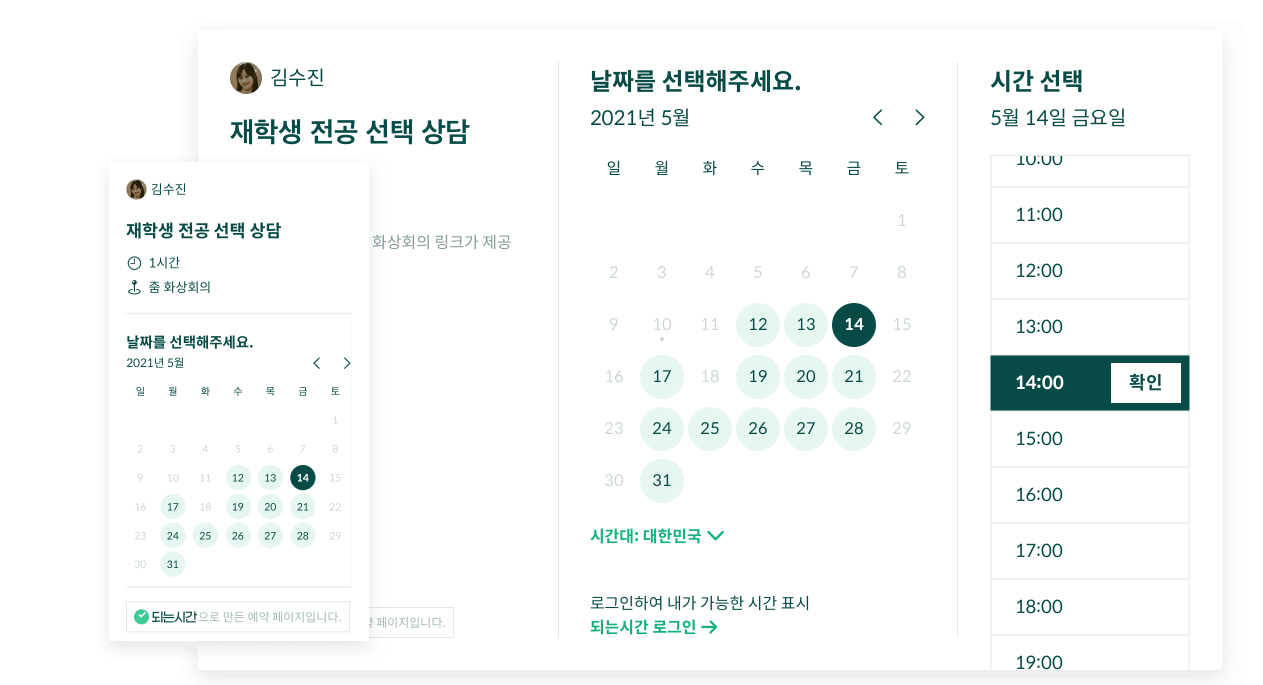 김수진
재학생 전공 선택 상담
화상회의 링크가 제공
페이지입니다.
김수진
재학생 전공 선택 상담
1시간
줌 화상회의
날짜를 선택해주세요.
2021년 5월
일 월 화 수 목 금 토
1
2 3 4 5 6 7 8
9 10 11 12 13 14 15
16 17 18 19 20 21 22
23 24 25 26 27 28 29
30 31
되는시간으로 만든 예약 페이지입니다.
날짜를 선택해주세요.
2021년 5월
일 월 화 수 목 금 토
1
2 3 4 5 6 7 8
9 10 11 12 13 14 15
16 17 18 19 20 21 22
23 24 25 26 27 28 29
30 31
시간대: 대한민국
로그인하여 내가 가능한 시간 표시
되는시간 로그인 →
시간 선택
5월 14일 금요일
10:00
11:00
12:00
13:00
14:00 확인
15:00
16:00
17:00
18:00
19:00